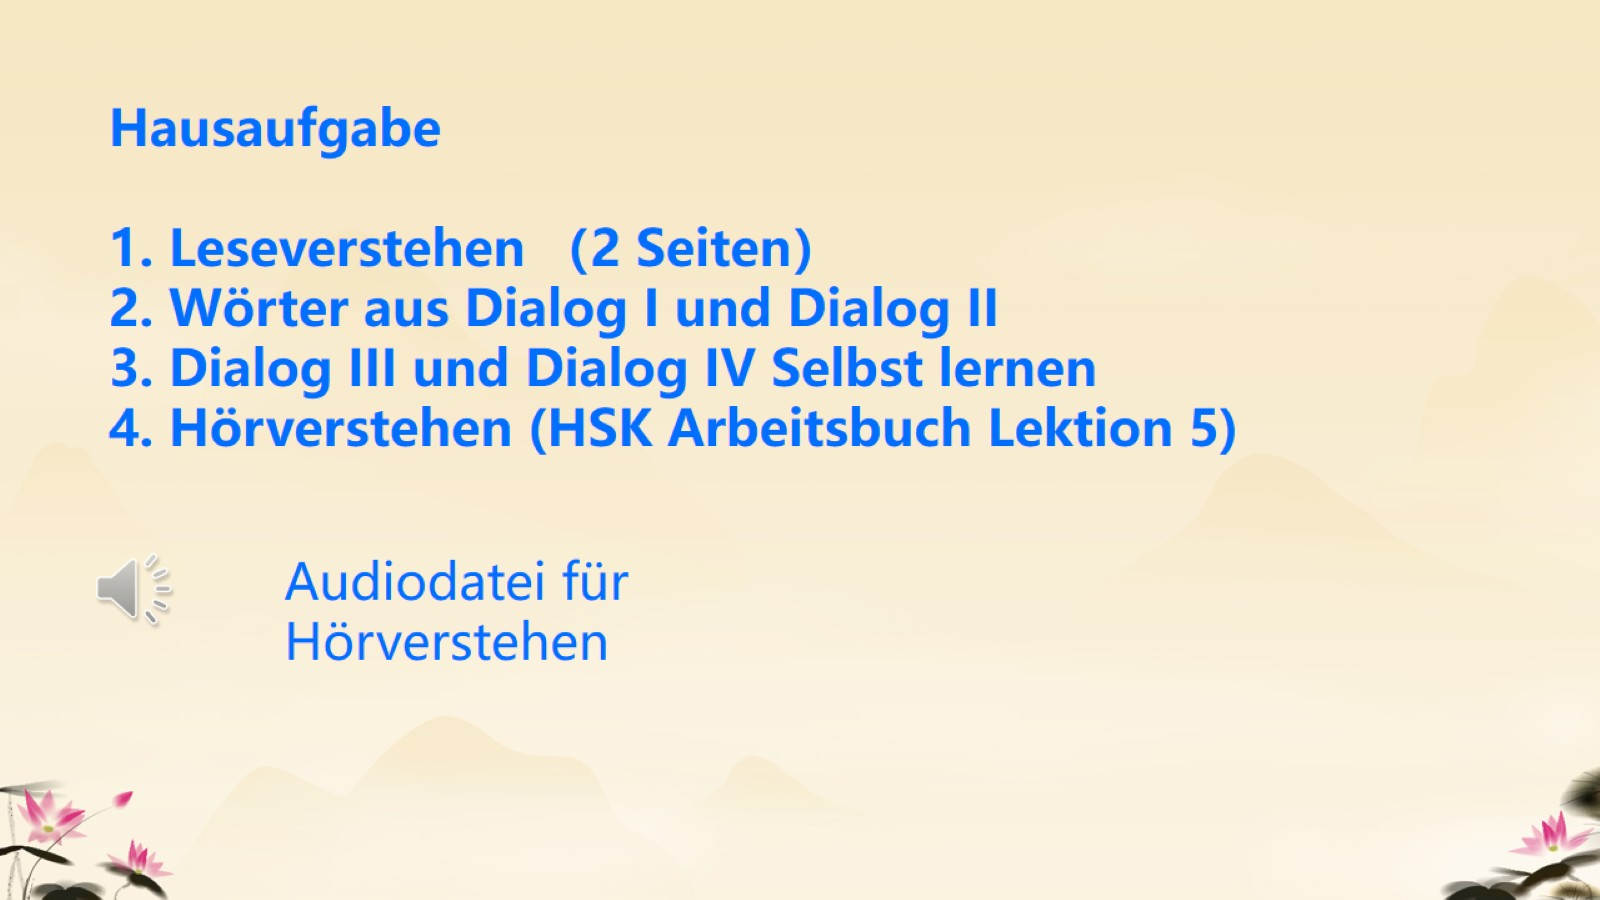 Hausaufgabe
1. Leseverstehen （2 Seiten）
2. Wörter aus Dialog I und Dialog II
3. Dialog III und Dialog IV Selbst lernen
4. Hörverstehen (HSK Arbeitsbuch Lektion 5)
Audiodatei für
Hörverstehen